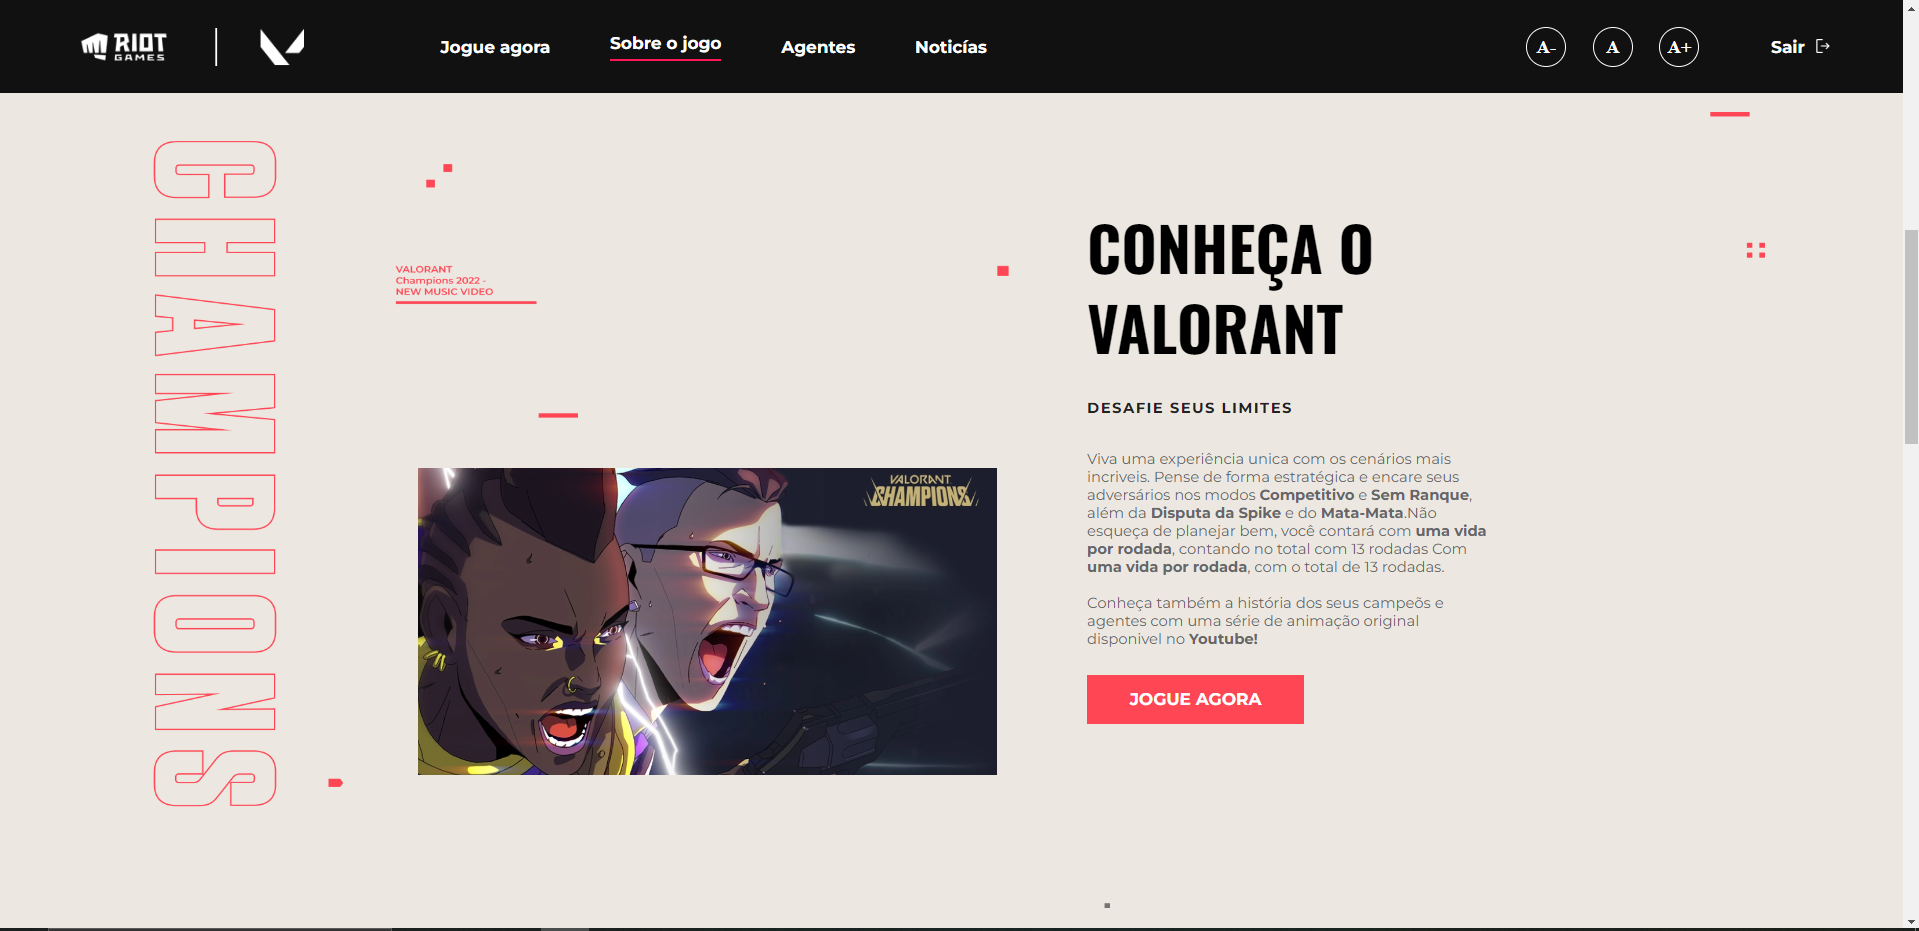 RIOT
GAMES
Jogue agora
Sobre o jogo
Agentes
Noticías
A-
A
A+
Sair
CHAMPIONS
VALORANT
Champions 2022 -
NEW MUSIC VIDEO
VALORANT
CHAMPIONS
CONHEÇA O
VALORANT
DESAFIE SEUS LIMITES
Viva uma experiência unica com os cenários mais
incriveis. Pense de forma estratégica e encare seus
adversários nos modos Competitivo e Sem Ranque,
além da Disputa da Spike e do Mata-Mata.Não
esqueça de planejar bem, você contará com uma vida
por rodada, contando no total com 13 rodadas Com
uma vida por rodada, com o total de 13 rodadas.
Conheça também a história dos seus campeõs e
agentes com uma série de animação original
disponivel no Youtube!
JOGUE AGORA